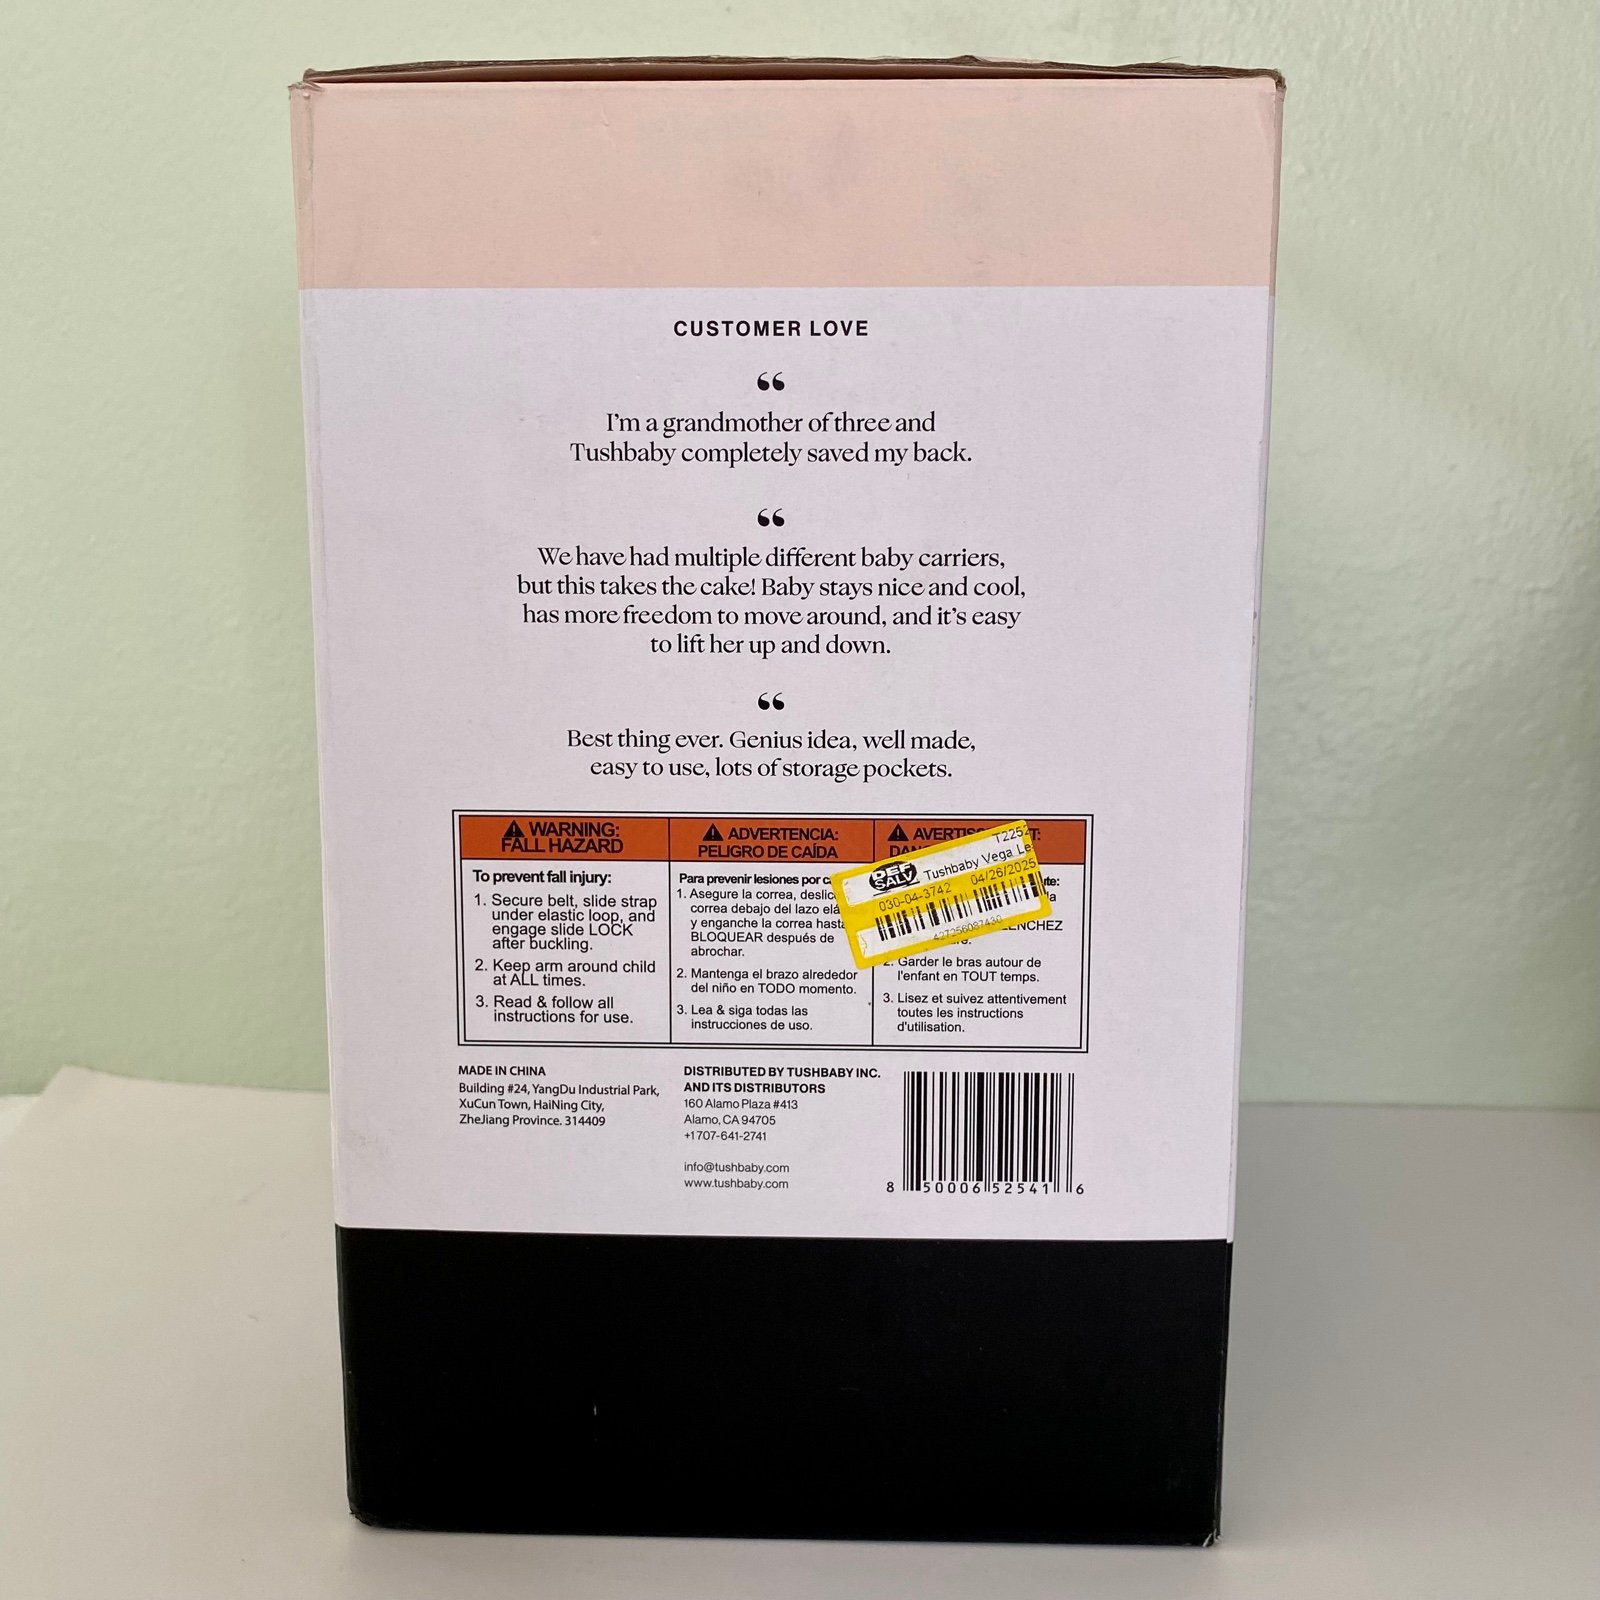 CUSTOMER LOVE
“
I'm a grandmother of three and
Tushbaby completely saved my back.
“
We have had multiple different baby carriers,
but this takes the cake! Baby stays nice and cool,
has more freedom to move around, and it's easy
to lift her up and down.
“
Best thing ever. Genius idea, well made,
easy to use, lots of storage pockets.
WARNING:
FALL HAZARD
To prevent fall injury:
1. Secure belt, slide strap
under elastic loop, and
engage slide LOCK
after buckling.
2. Keep arm around child
at ALL times.
3. Read & follow all
instructions for use.
ADVERTENCIA:
PELIGRO DE CAÍDA
Para prevenir lesiones por
1. Asegure la correa,
correa debajo del lazo
y enganche la correa hasta
BLOQUEAR después de
abrochar.
2. Mantenga el brazo alrededor
del niño en TODO momento.
3. Lea & siga todas las
instrucciones de uso.
2. Garder le bras autour de
l'enfant en TOUT temps.
3. Lisez et suivez attentivement
toutes les instructions
d'utilisation.
DEF
SALV
Tushbaby Vega
030-04-3742 04/26/2025
427256087430
MADE IN CHINA
Building #24, YangDu Industrial Park,
XuCun Town, HaiNing City,
ZheJiang Province. 314409
DISTRIBUTED BY TUSHBABY INC.
AND ITS DISTRIBUTORS
160 Alamo Plaza #413
Alamo, CA 94705
+1 707-641-2741
info@tushbaby.com
www.tushbaby.com
8 50006 52541 6